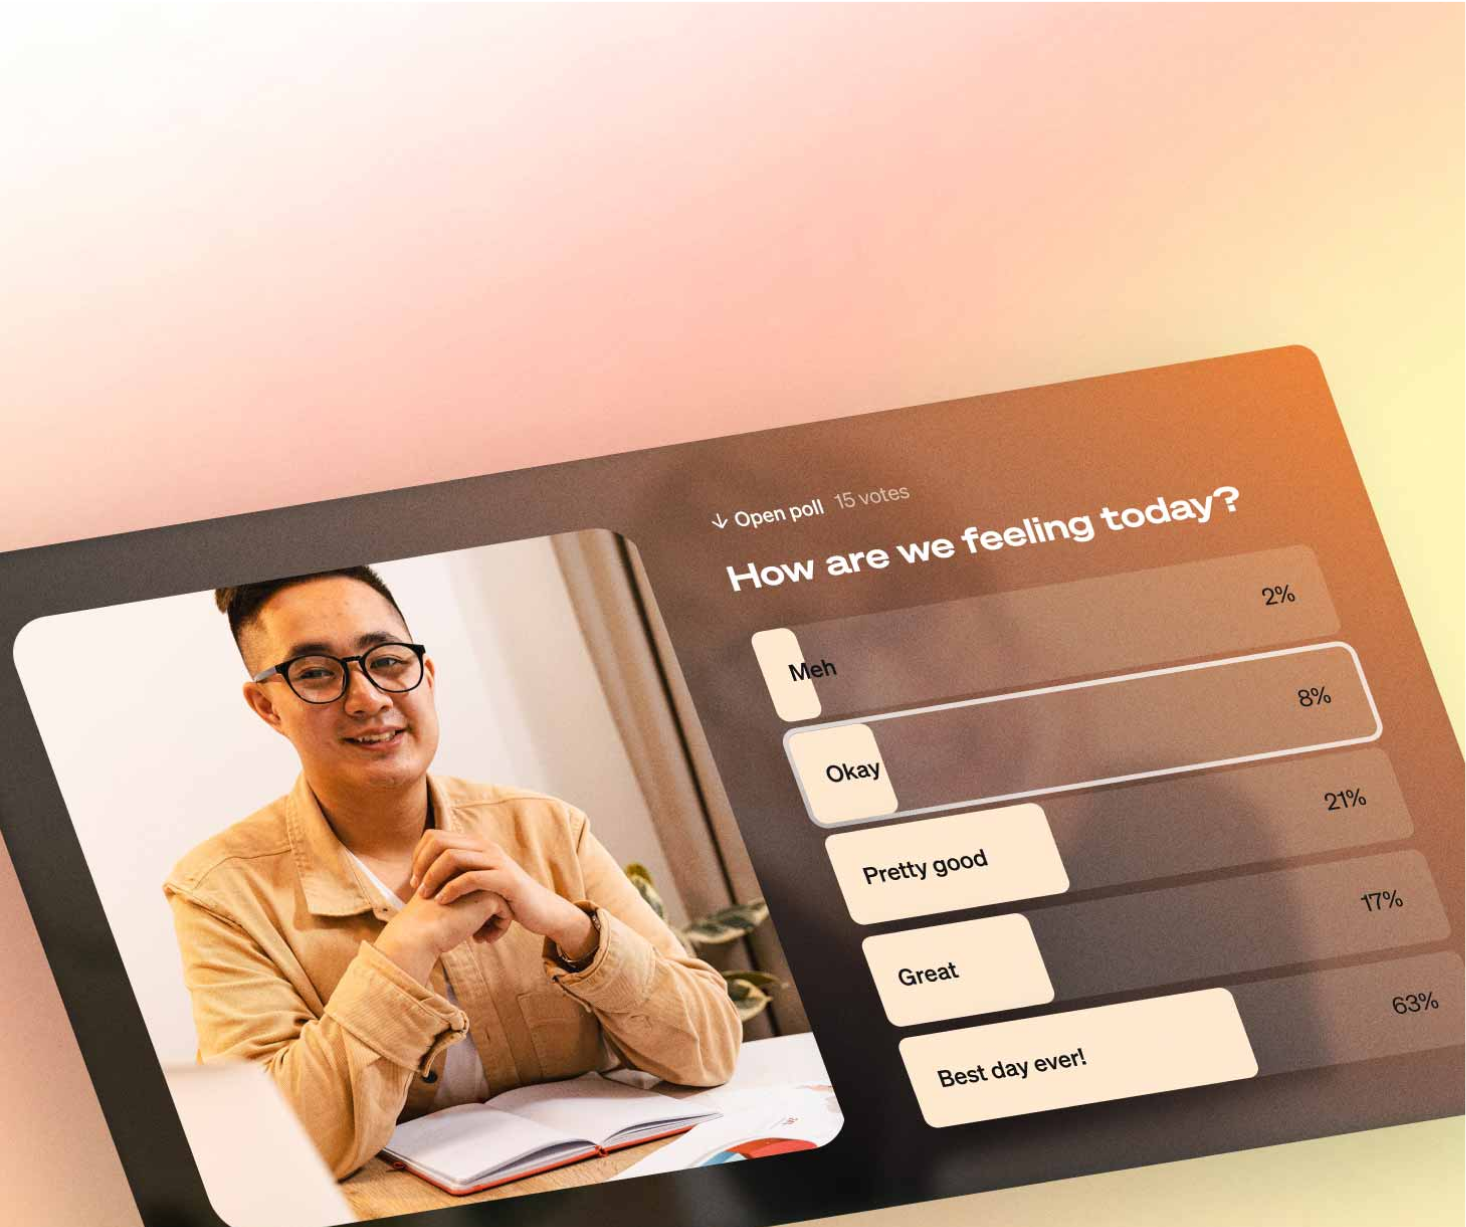 ↓ Open poll 15 votes
How are we feeling today?
Meh 2%
Okay 8%
Pretty good 21%
Great 17%
Best day ever! 63%